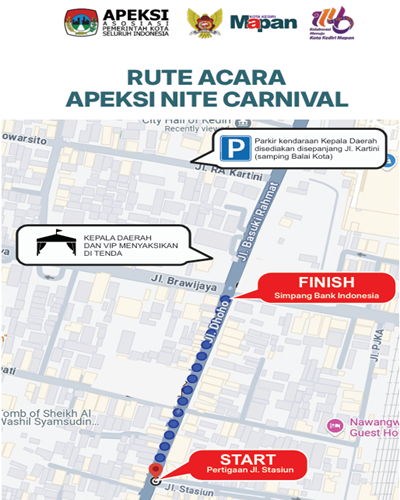 APEKSI
ASOSIASI
PEMERINTAH KOTA
SELURUH INDONESIA
KOTA KEDIRI
Mapan
Kolaborasi
Menuju
Kota Kediri Mapan
RUTE ACARA
APEKSI NITE CARNIVAL
City Hall of Kediri
Recently view
owarsito
P
Parkir kendaraan Kepala Daerah
disediakan disepanjang Jl. Kartini
(samping Balai Kota)
Jl. RA Kartini
Jl. Basuki Rahmat
KEPALA DAERAH
DAN VIP MENYAKSIKAN
DI TENDA
Jl. Brawijaya
FINISH
Simpang Bank Indonesia
Jl. Dhoho
Jl. PJKA
Tomb of Sheikh Al
Washil Syamsudin...
Nawangw
Guest Ho
START
Pertigaan Jl. Stasiun
Jl. Stasiun